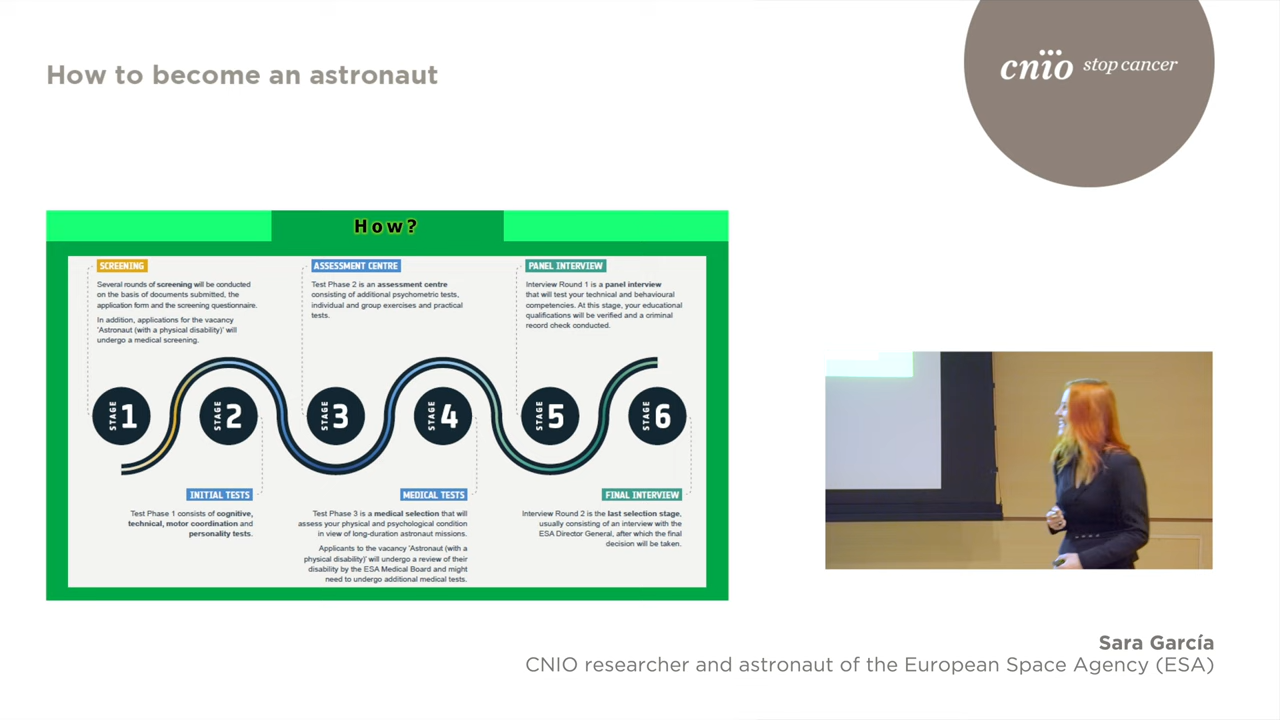 How to become an astronaut
cnio stop cancer
How?
SCREENING
Several rounds of screening will be conducted
on the basis of documents submitted, the
application form and the screening questionnaire.
In addition, applications for the vacancy
'Astronaut (with a physical disability)' will
undergo a medical screening.
ASSESSMENT CENTRE
Test Phase 2 is an assessment centre
consisting of additional psychometric tests,
individual and group exercises and practical
tests.
PANEL INTERVIEW
Interview Round 1 is a panel interview
that will test your technical and behavioural
competencies. At this stage, your educational
qualifications will be verified and a criminal
record check conducted.
STAGE 1
STAGE 2
STAGE 3
STAGE 4
STAGE 5
STAGE 6
INITIAL TESTS
Test Phase 1 consists of cognitive,
technical, motor coordination and
personality tests.
MEDICAL TESTS
Test Phase 3 is a medical selection that will
assess your physical and psychological condition
in view of long-duration astronaut missions.
Applicants to the vacancy 'Astronaut (with a
physical disability)' will undergo a review of their
disability by the ESA Medical Board and might
need to undergo additional medical tests.
FINAL INTERVIEW
Interview Round 2 is the last selection stage,
usually consisting of an interview with the
ESA Director General, after which the final
decision will be taken.
Sara García
CNIO researcher and astronaut of the European Space Agency (ESA)